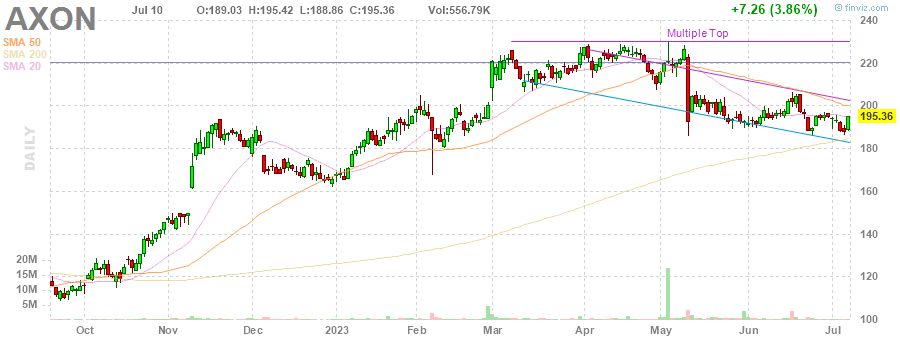 AXON
Jul 10 O:189.03 H:195.42 L:188.86 C:195.36 Vol:556.79K +7.26 (3.86%)
© finviz.com
SMA 50
SMA 200
SMA 20
DAILY
Multiple Top
240
220
200
195.36
180
160
140
120
100
20M
15M
10M
5M
Oct Nov Dec 2023 Feb Mar Apr May Jun Jul